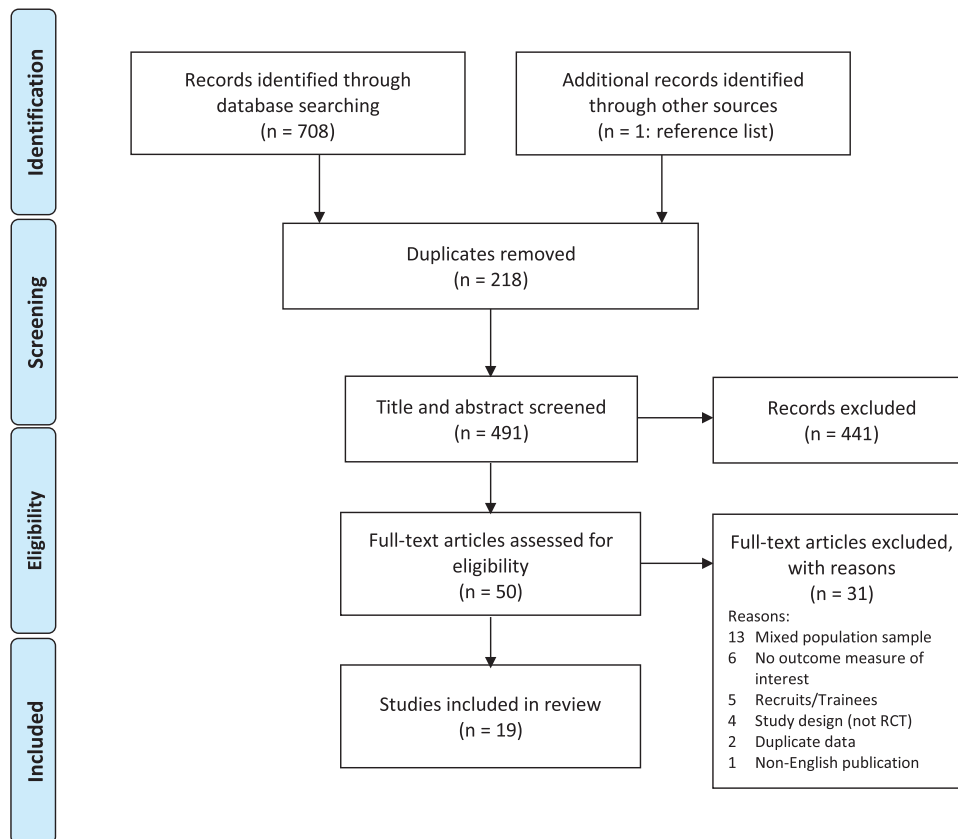 Identification
Records identified through
database searching
(n = 708)
Additional records identified
through other sources
(n = 1: reference list)
Screening
Duplicates removed
(n = 218)
Title and abstract screened
(n = 491)
Records excluded
(n = 441)
Eligibility
Full-text articles assessed for
eligibility
(n = 50)
Full-text articles excluded,
with reasons
(n = 31)
Reasons:
13 Mixed population sample
6 No outcome measure of
interest
5 Recruits/Trainees
4 Study design (not RCT)
2 Duplicate data
1 Non-English publication
Included
Studies included in review
(n = 19)